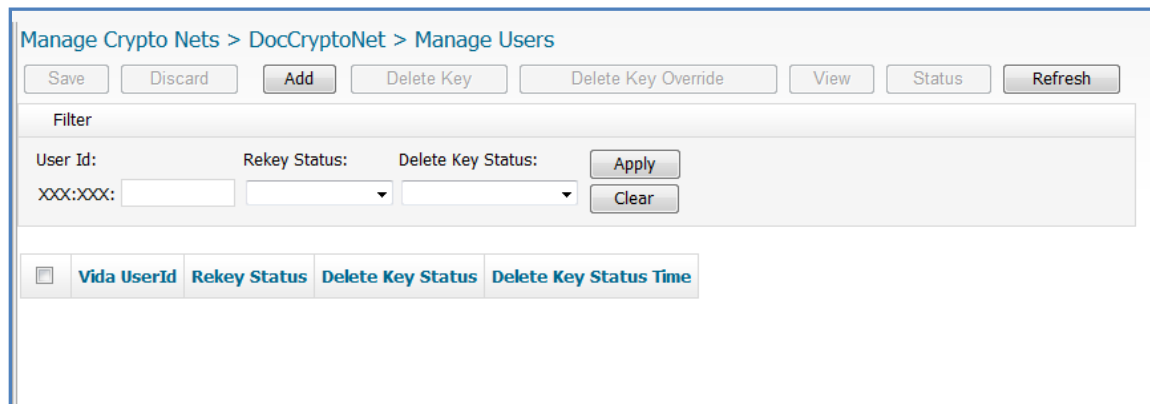 Manage Crypto Nets > DocCryptoNet > Manage Users
Save Discard Add Delete Key Delete Key Override View Status Refresh
Filter
User Id: Rekey Status: Delete Key Status: Apply
XXX:XXX: Clear
Vida UserId Rekey Status Delete Key Status Delete Key Status Time